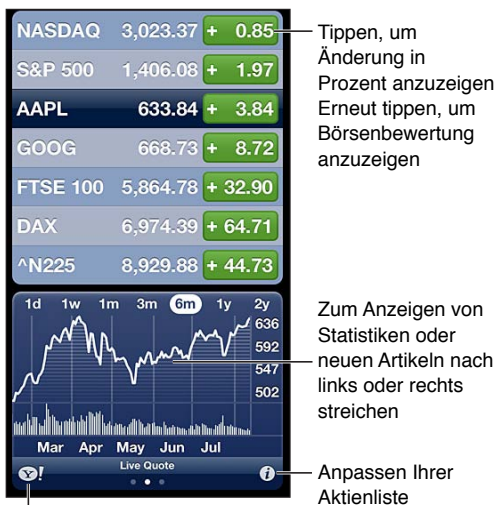 NASDAQ 3,023.37 + 0.85
S&P 500 1,406.08 + 1.97
AAPL 633.84 + 3.84
GOOG 668.73 + 8.72
FTSE 100 5,864.78 + 32.90
DAX 6,974.39 + 64.71
^N225 8,929.88 + 44.73
Tippen, um
Änderung in
Prozent anzuzeigen
Erneut tippen, um
Börsenbewertung
anzuzeigen
1d 1w 1m 3m 6m 1y 2y
636
592
547
502
Mar Apr May Jun Jul
Live Quote
Y!
i
Zum Anzeigen von
Statistiken oder
neuen Artikeln nach
links oder rechts
streichen
Anpassen Ihrer
Aktienliste